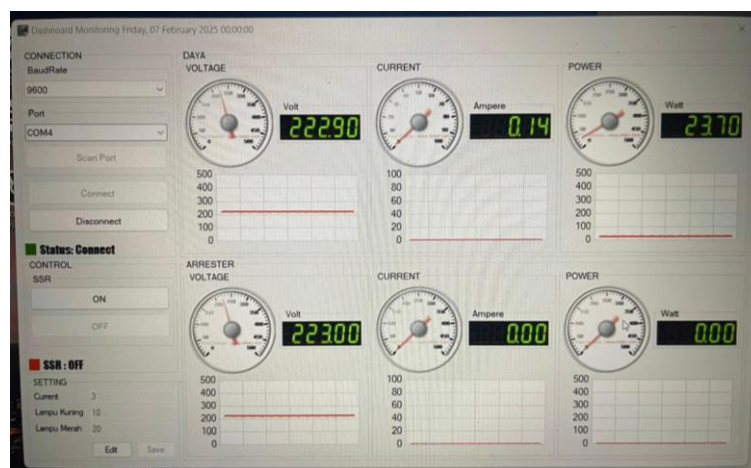 Dashboard Monitoring Friday, 07 February 2025 00:00:00
CONNECTION
BaudRate
9600
Port
COM4
Scan Port
Connect
Disconnect
Status: Connect
CONTROL
SSR
ON
OFF
SSR : OFF
SETTING
Current 3
Lampu Kuning 10
Lampu Merah 20
Edit Save
DAYA
VOLTAGE
Volt
222.90
500
400
300
200
100
0
CURRENT
Ampere
0.14
100
80
60
40
20
0
POWER
Watt
23.70
500
400
300
200
100
0
ARRESTER
VOLTAGE
Volt
223.00
500
400
300
200
100
0
CURRENT
Ampere
0.00
100
80
60
40
20
0
POWER
Watt
0.00
500
400
300
200
100
0